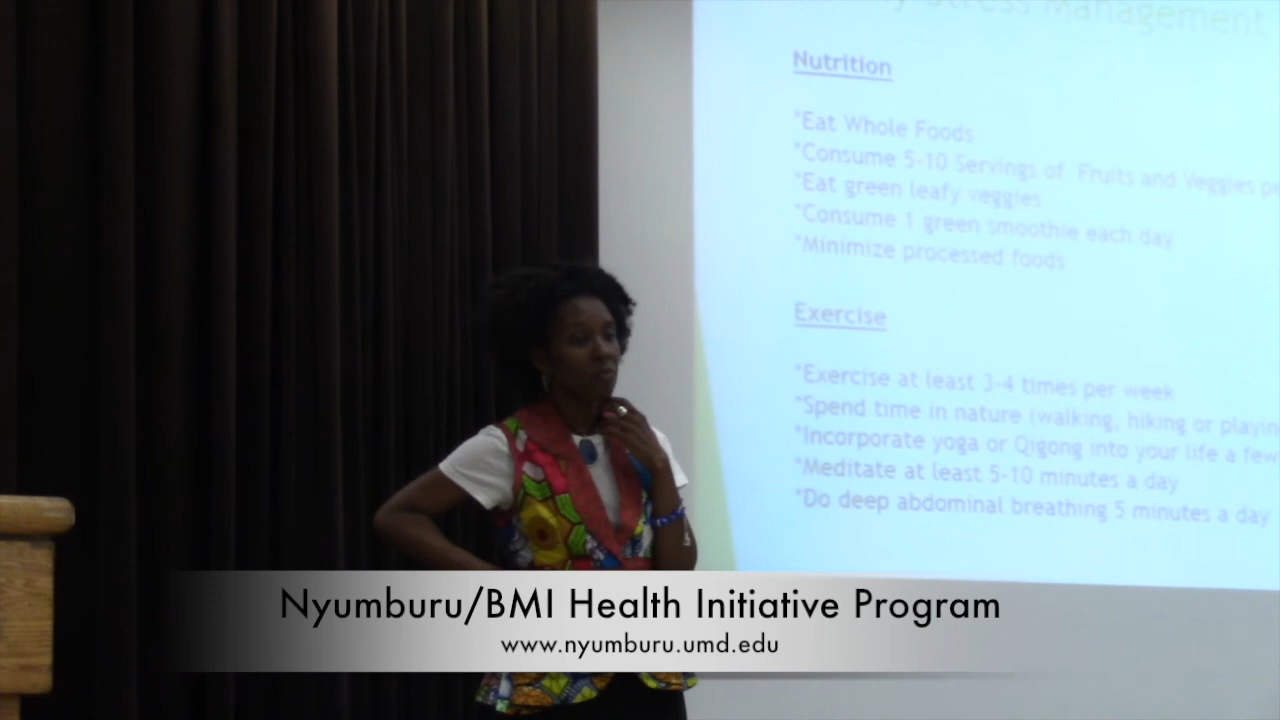 Stress Management
Nutrition
*Eat Whole Foods
*Consume 5-10 Servings of Fruits and Veggies
*Eat green leafy veggies
*Consume 1 green smoothie each day
*Minimize processed foods
Exercise
*Exercise at least 3-4 times per week
*Spend time in nature (walking, hiking or playin
*Incorporate yoga or Qigong into your life a few
*Meditate at least 5-10 minutes a day
*Do deep abdominal breathing 5 minutes a day
Nyumburu/BMI Health Initiative Program
www.nyumburu.umd.edu